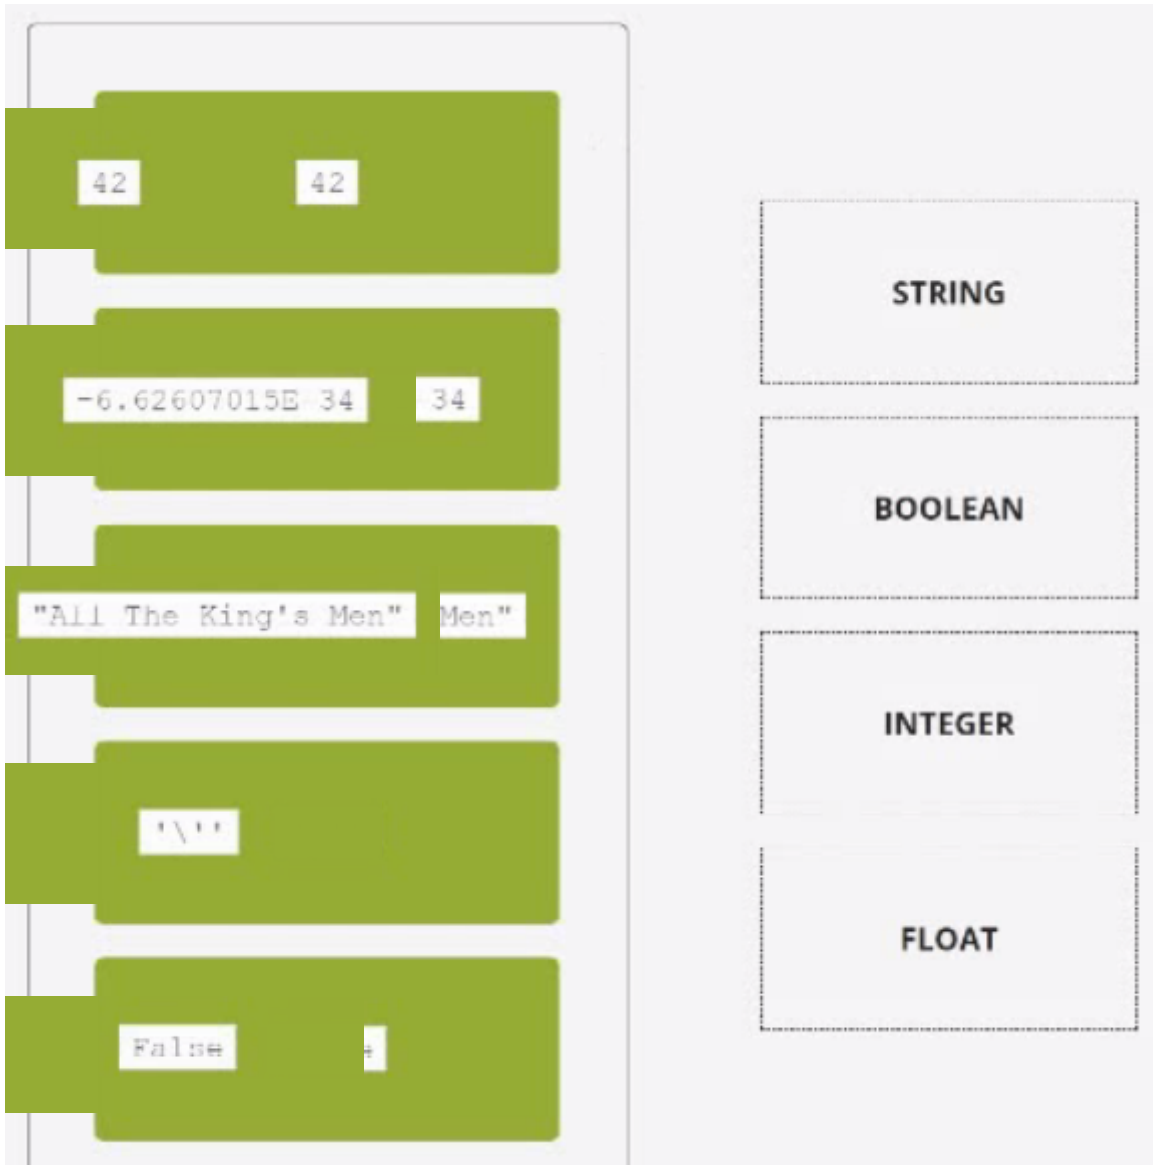 42 42
-6.62607015E 34 34
"All The King's Men" Men"
'\''
False
STRING
BOOLEAN
INTEGER
FLOAT